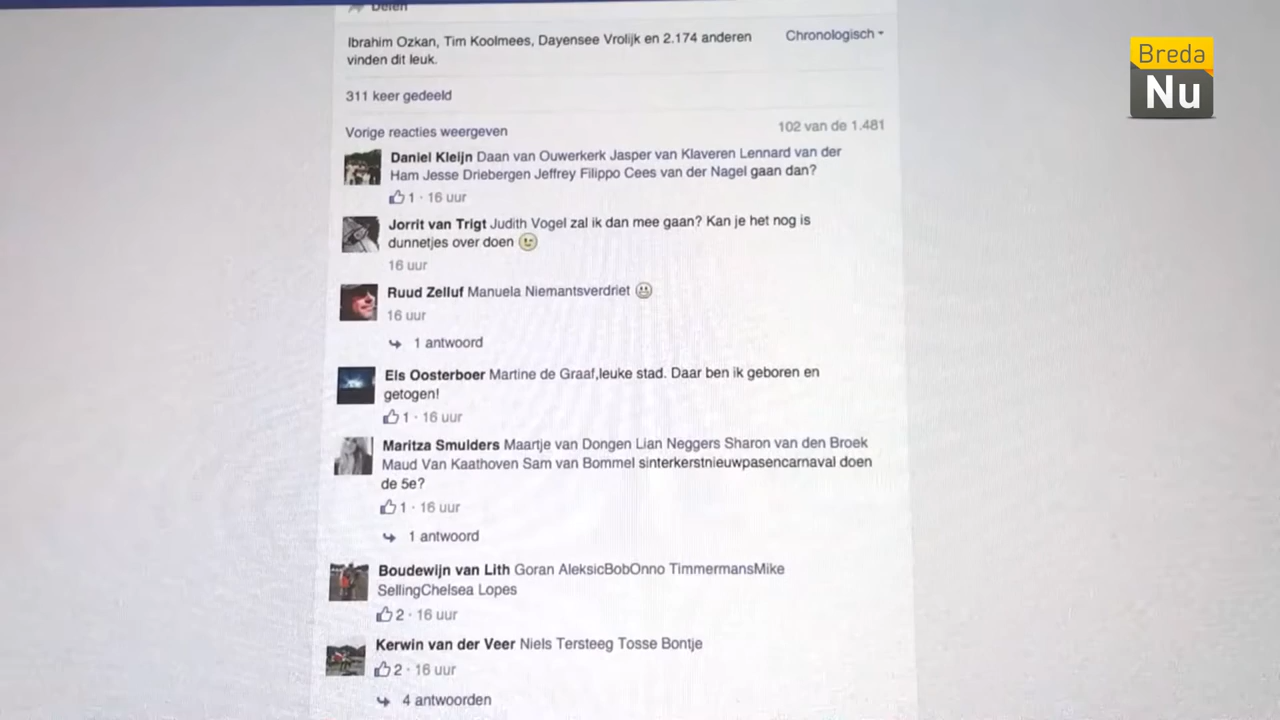 Delen
Ibrahim Ozkan, Tim Koolmees, Dayensee Vrolijk en 2.174 anderen
vinden dit leuk.
Chronologisch
311 keer gedeeld
Vorige reacties weergeven
102 van de 1.481
Daniel Kleijn Daan van Ouwerkerk Jasper van Klaveren Lennard van der
Ham Jesse Driebergen Jeffrey Filippo Cees van der Nagel gaan dan?
1 · 16 uur
Jorrit van Trigt Judith Vogel zal ik dan mee gaan? Kan je het nog is
dunnetjes over doen
16 uur
Ruud Zelluf Manuela Niemantsverdriet
16 uur
1 antwoord
Els Oosterboer Martine de Graaf,leuke stad. Daar ben ik geboren en
getogen!
1 · 16 uur
Maritza Smulders Maartje van Dongen Lian Neggers Sharon van den Broek
Maud Van Kaathoven Sam van Bommel sinterkerstnieuwpasencarnaval doen
de 5e?
1 · 16 uur
1 antwoord
Boudewijn van Lith Goran AleksicBobOnno TimmermansMike
SellingChelsea Lopes
2 · 16 uur
Kerwin van der Veer Niels Tersteeg Tosse Bontje
2 · 16 uur
4 antwoorden
Breda
Nu